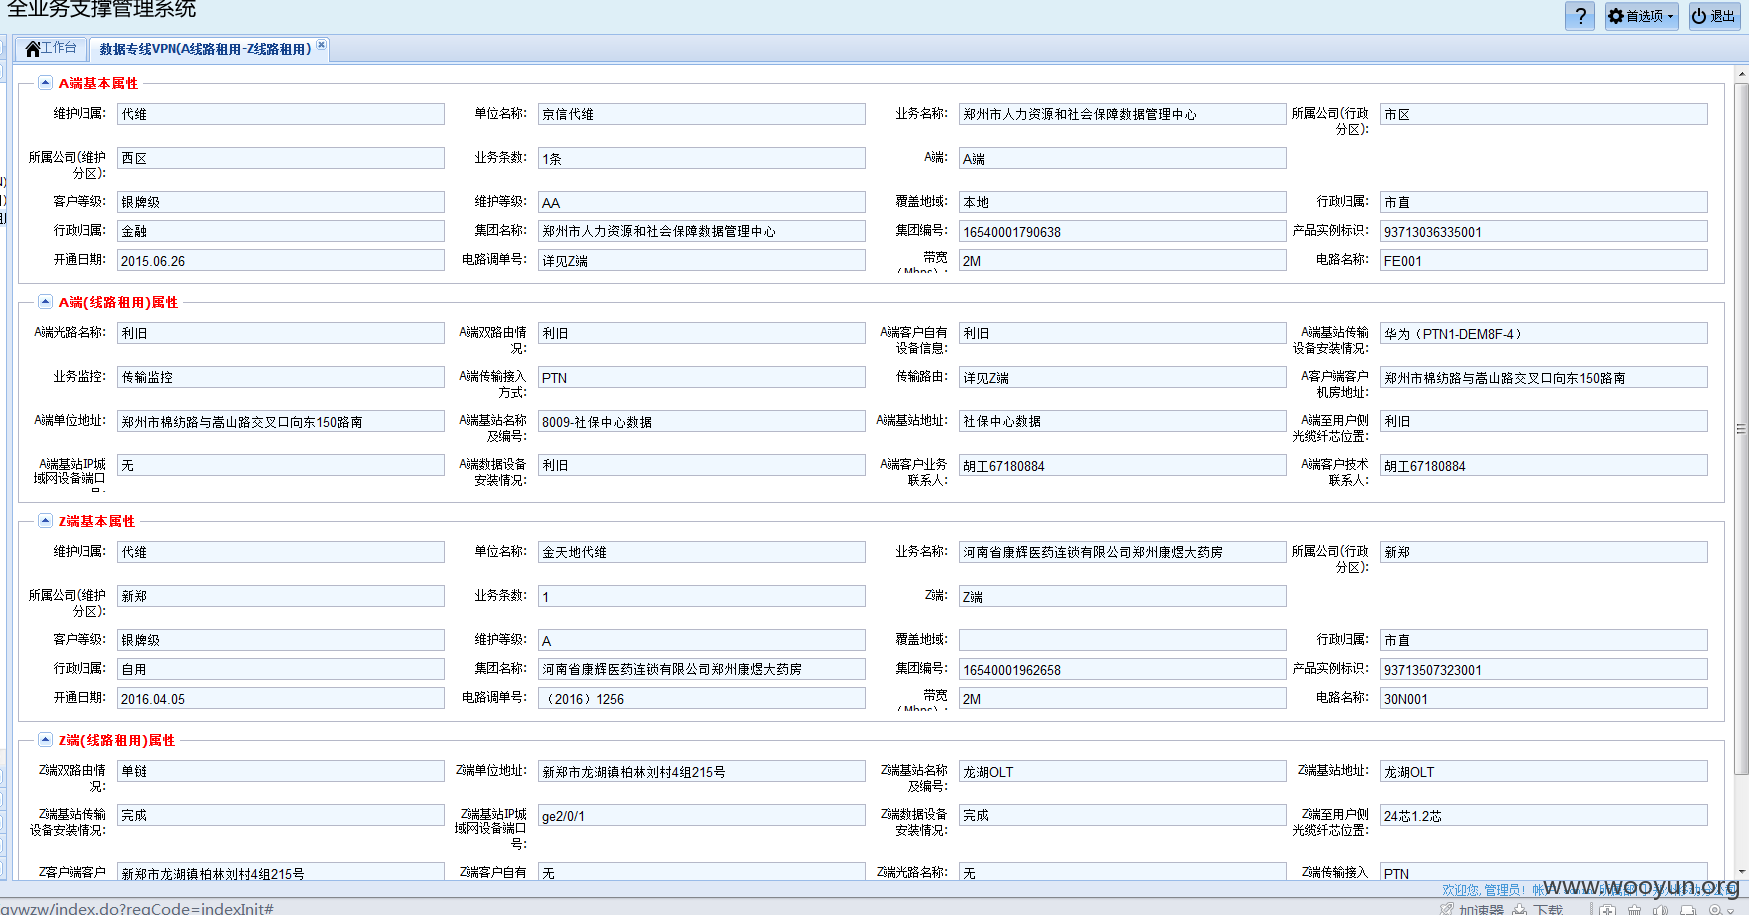 全业务支撑管理系统
? 首选项 退出
工作台 数据专线VPN(A线路租用-Z线路租用)
A端基本属性
维护归属: 代维 单位名称: 京信代维 业务名称: 郑州市人力资源和社会保障数据管理中心 所属公司(行政分区): 市区
所属公司(维护分区): 西区 业务条数: 1条 A端: A端
客户等级: 银牌级 维护等级: AA 覆盖地域: 本地 行政归属: 市直
行政归属: 金融 集团名称: 郑州市人力资源和社会保障数据管理中心 集团编号: 16540001790638 产品实例标识: 93713036335001
开通日期: 2015.06.26 电路调单号: 详见Z端 带宽(Mbps): 2M 电路名称: FE001
A端(线路租用)属性
A端光路名称: 利旧 A端双路由情况: 利旧 A端客户自有设备信息: 利旧 A端基站传输设备安装情况: 华为（PTN1-DEM8F-4）
业务监控: 传输监控 A端传输接入方式: PTN 传输路由: 详见Z端 A客户端客户机房地址: 郑州市棉纺路与嵩山路交叉口向东150路南
A端单位地址: 郑州市棉纺路与嵩山路交叉口向东150路南 A端基站名称及编号: 8009-社保中心数据 A端基站地址: 社保中心数据 A端至用户侧光缆纤芯位置: 利旧
A端基站IP城域网设备端口号: 无 A端数据设备安装情况: 利旧 A端客户业务联系人: 胡工67180884 A端客户技术联系人: 胡工67180884
Z端基本属性
维护归属: 代维 单位名称: 金天地代维 业务名称: 河南省康辉医药连锁有限公司郑州康煜大药房 所属公司(行政分区): 新郑
所属公司(维护分区): 新郑 业务条数: 1 Z端: Z端
客户等级: 银牌级 维护等级: A 覆盖地域: 行政归属: 市直
行政归属: 自用 集团名称: 河南省康辉医药连锁有限公司郑州康煜大药房 集团编号: 16540001962658 产品实例标识: 93713507323001
开通日期: 2016.04.05 电路调单号: （2016）1256 带宽(Mbps): 2M 电路名称: 30N001
Z端(线路租用)属性
Z端双路由情况: 单链 Z端单位地址: 新郑市龙湖镇柏林刘村4组215号 Z端基站名称及编号: 龙湖OLT Z端基站地址: 龙湖OLT
Z端基站传输设备安装情况: 完成 Z端基站IP城域网设备端口号: ge2/0/1 Z端数据设备安装情况: 完成 Z端至用户侧光缆纤芯位置: 24芯1.2芯
Z客户端客户 新郑市龙湖镇柏林刘村4组215号 Z端客户自有 无 Z端光路名称: 无 Z端传输接入 PTN
欢迎您, 管理员!
www.wooyun.org
gywzw/index.do?reqCode=indexInit#
加速器 下载